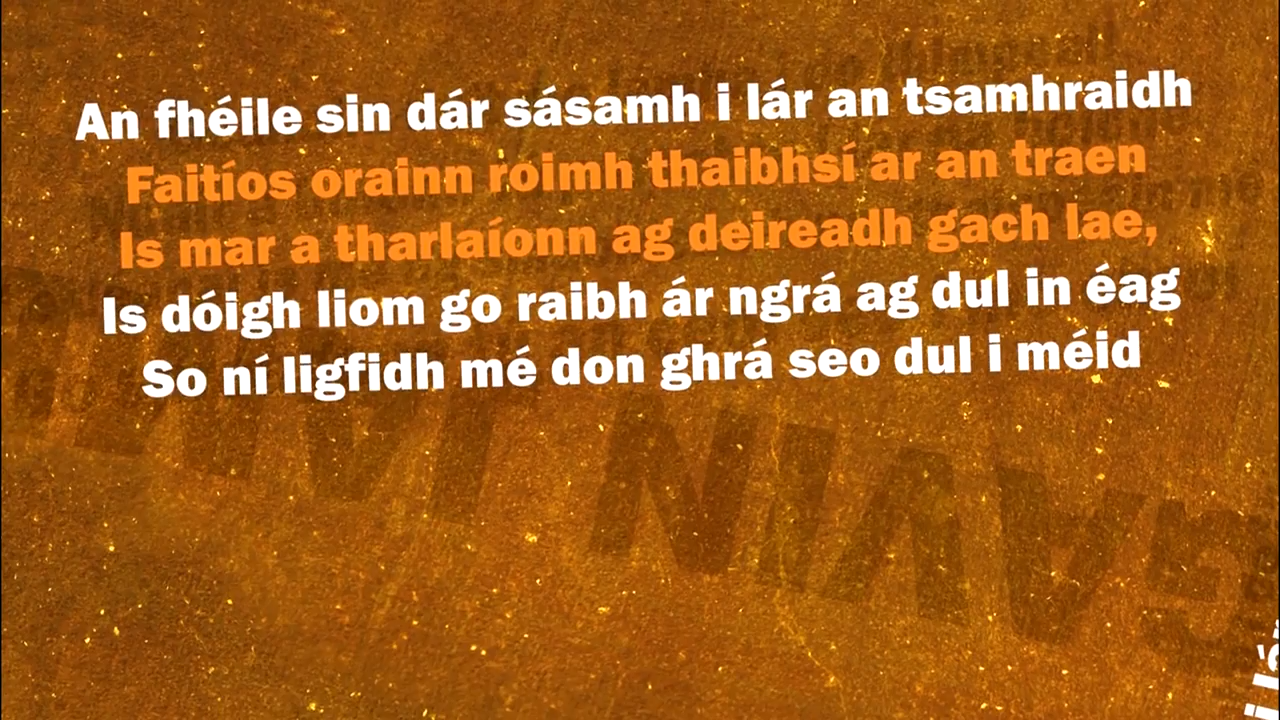 An fhéile sin dár sásamh i lár an tsamhraidh
Faitíos orainn roimh thaibhsí ar an traen
Is mar a tharlaíonn ag deireadh gach lae,
Is dóigh liom go raibh ár ngrá ag dul in éag
So ní ligfidh mé don ghrá seo dul i méid